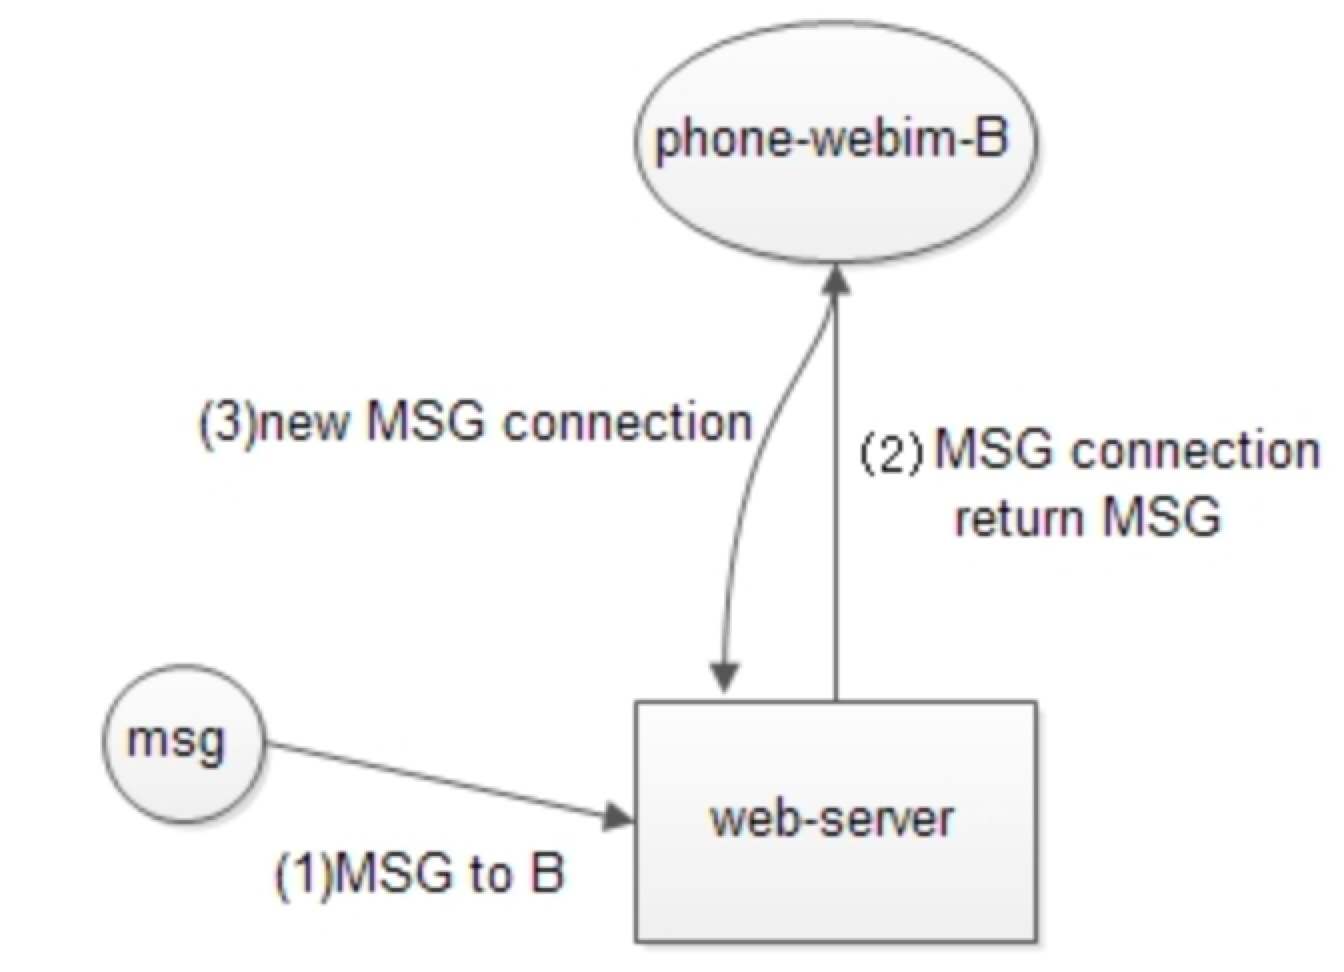 phone-webim-B
(3)new MSG connection
(2) MSG connection
return MSG
msg
web-server
(1)MSG to B